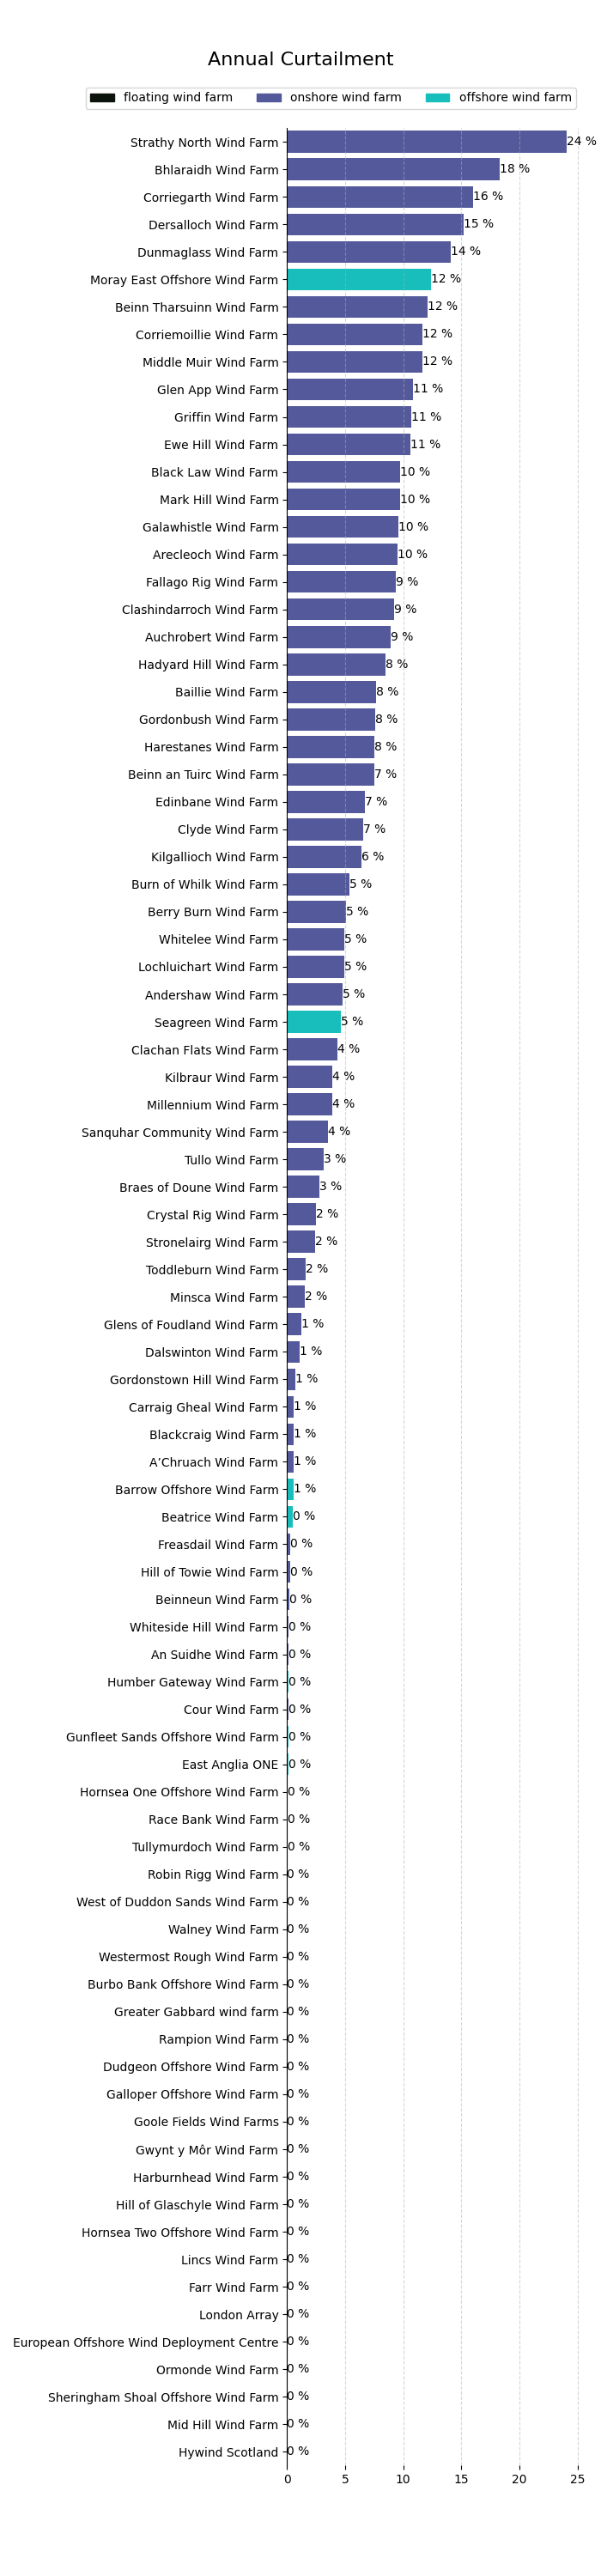 Annual Curtailment
floating wind farm onshore wind farm offshore wind farm
Strathy North Wind Farm 24 %
Bhlaraidh Wind Farm 18 %
Corriegarth Wind Farm 16 %
Dersalloch Wind Farm 15 %
Dunmaglass Wind Farm 14 %
Moray East Offshore Wind Farm 12 %
Beinn Tharsuinn Wind Farm 12 %
Corriemoillie Wind Farm 12 %
Middle Muir Wind Farm 12 %
Glen App Wind Farm 11 %
Griffin Wind Farm 11 %
Ewe Hill Wind Farm 11 %
Black Law Wind Farm 10 %
Mark Hill Wind Farm 10 %
Galawhistle Wind Farm 10 %
Arecleoch Wind Farm 10 %
Fallago Rig Wind Farm 9 %
Clashindarroch Wind Farm 9 %
Auchrobert Wind Farm 9 %
Hadyard Hill Wind Farm 8 %
Baillie Wind Farm 8 %
Gordonbush Wind Farm 8 %
Harestanes Wind Farm 8 %
Beinn an Tuirc Wind Farm 7 %
Edinbane Wind Farm 7 %
Clyde Wind Farm 7 %
Kilgallioch Wind Farm 6 %
Burn of Whilk Wind Farm 5 %
Berry Burn Wind Farm 5 %
Whitelee Wind Farm 5 %
Lochluichart Wind Farm 5 %
Andershaw Wind Farm 5 %
Seagreen Wind Farm 5 %
Clachan Flats Wind Farm 4 %
Kilbraur Wind Farm 4 %
Millennium Wind Farm 4 %
Sanquhar Community Wind Farm 4 %
Tullo Wind Farm 3 %
Braes of Doune Wind Farm 3 %
Crystal Rig Wind Farm 2 %
Stronelairg Wind Farm 2 %
Toddleburn Wind Farm 2 %
Minsca Wind Farm 2 %
Glens of Foudland Wind Farm 1 %
Dalswinton Wind Farm 1 %
Gordonstown Hill Wind Farm 1 %
Carraig Gheal Wind Farm 1 %
Blackcraig Wind Farm 1 %
A’Chruach Wind Farm 1 %
Barrow Offshore Wind Farm 1 %
Beatrice Wind Farm 0 %
Freasdail Wind Farm 0 %
Hill of Towie Wind Farm 0 %
Beinneun Wind Farm 0 %
Whiteside Hill Wind Farm 0 %
An Suidhe Wind Farm 0 %
Humber Gateway Wind Farm 0 %
Cour Wind Farm 0 %
Gunfleet Sands Offshore Wind Farm 0 %
East Anglia ONE 0 %
Hornsea One Offshore Wind Farm 0 %
Race Bank Wind Farm 0 %
Tullymurdoch Wind Farm 0 %
Robin Rigg Wind Farm 0 %
West of Duddon Sands Wind Farm 0 %
Walney Wind Farm 0 %
Westermost Rough Wind Farm 0 %
Burbo Bank Offshore Wind Farm 0 %
Greater Gabbard wind farm 0 %
Rampion Wind Farm 0 %
Dudgeon Offshore Wind Farm 0 %
Galloper Offshore Wind Farm 0 %
Goole Fields Wind Farms 0 %
Gwynt y Môr Wind Farm 0 %
Harburnhead Wind Farm 0 %
Hill of Glaschyle Wind Farm 0 %
Hornsea Two Offshore Wind Farm 0 %
Lincs Wind Farm 0 %
Farr Wind Farm 0 %
London Array 0 %
European Offshore Wind Deployment Centre 0 %
Ormonde Wind Farm 0 %
Sheringham Shoal Offshore Wind Farm 0 %
Mid Hill Wind Farm 0 %
Hywind Scotland 0 %
0 5 10 15 20 25